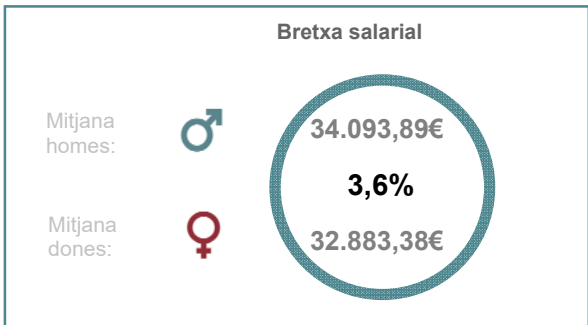 Bretxa salarial
Mitjana
homes:
34.093,89€
3,6%
Mitjana
dones:
32.883,38€